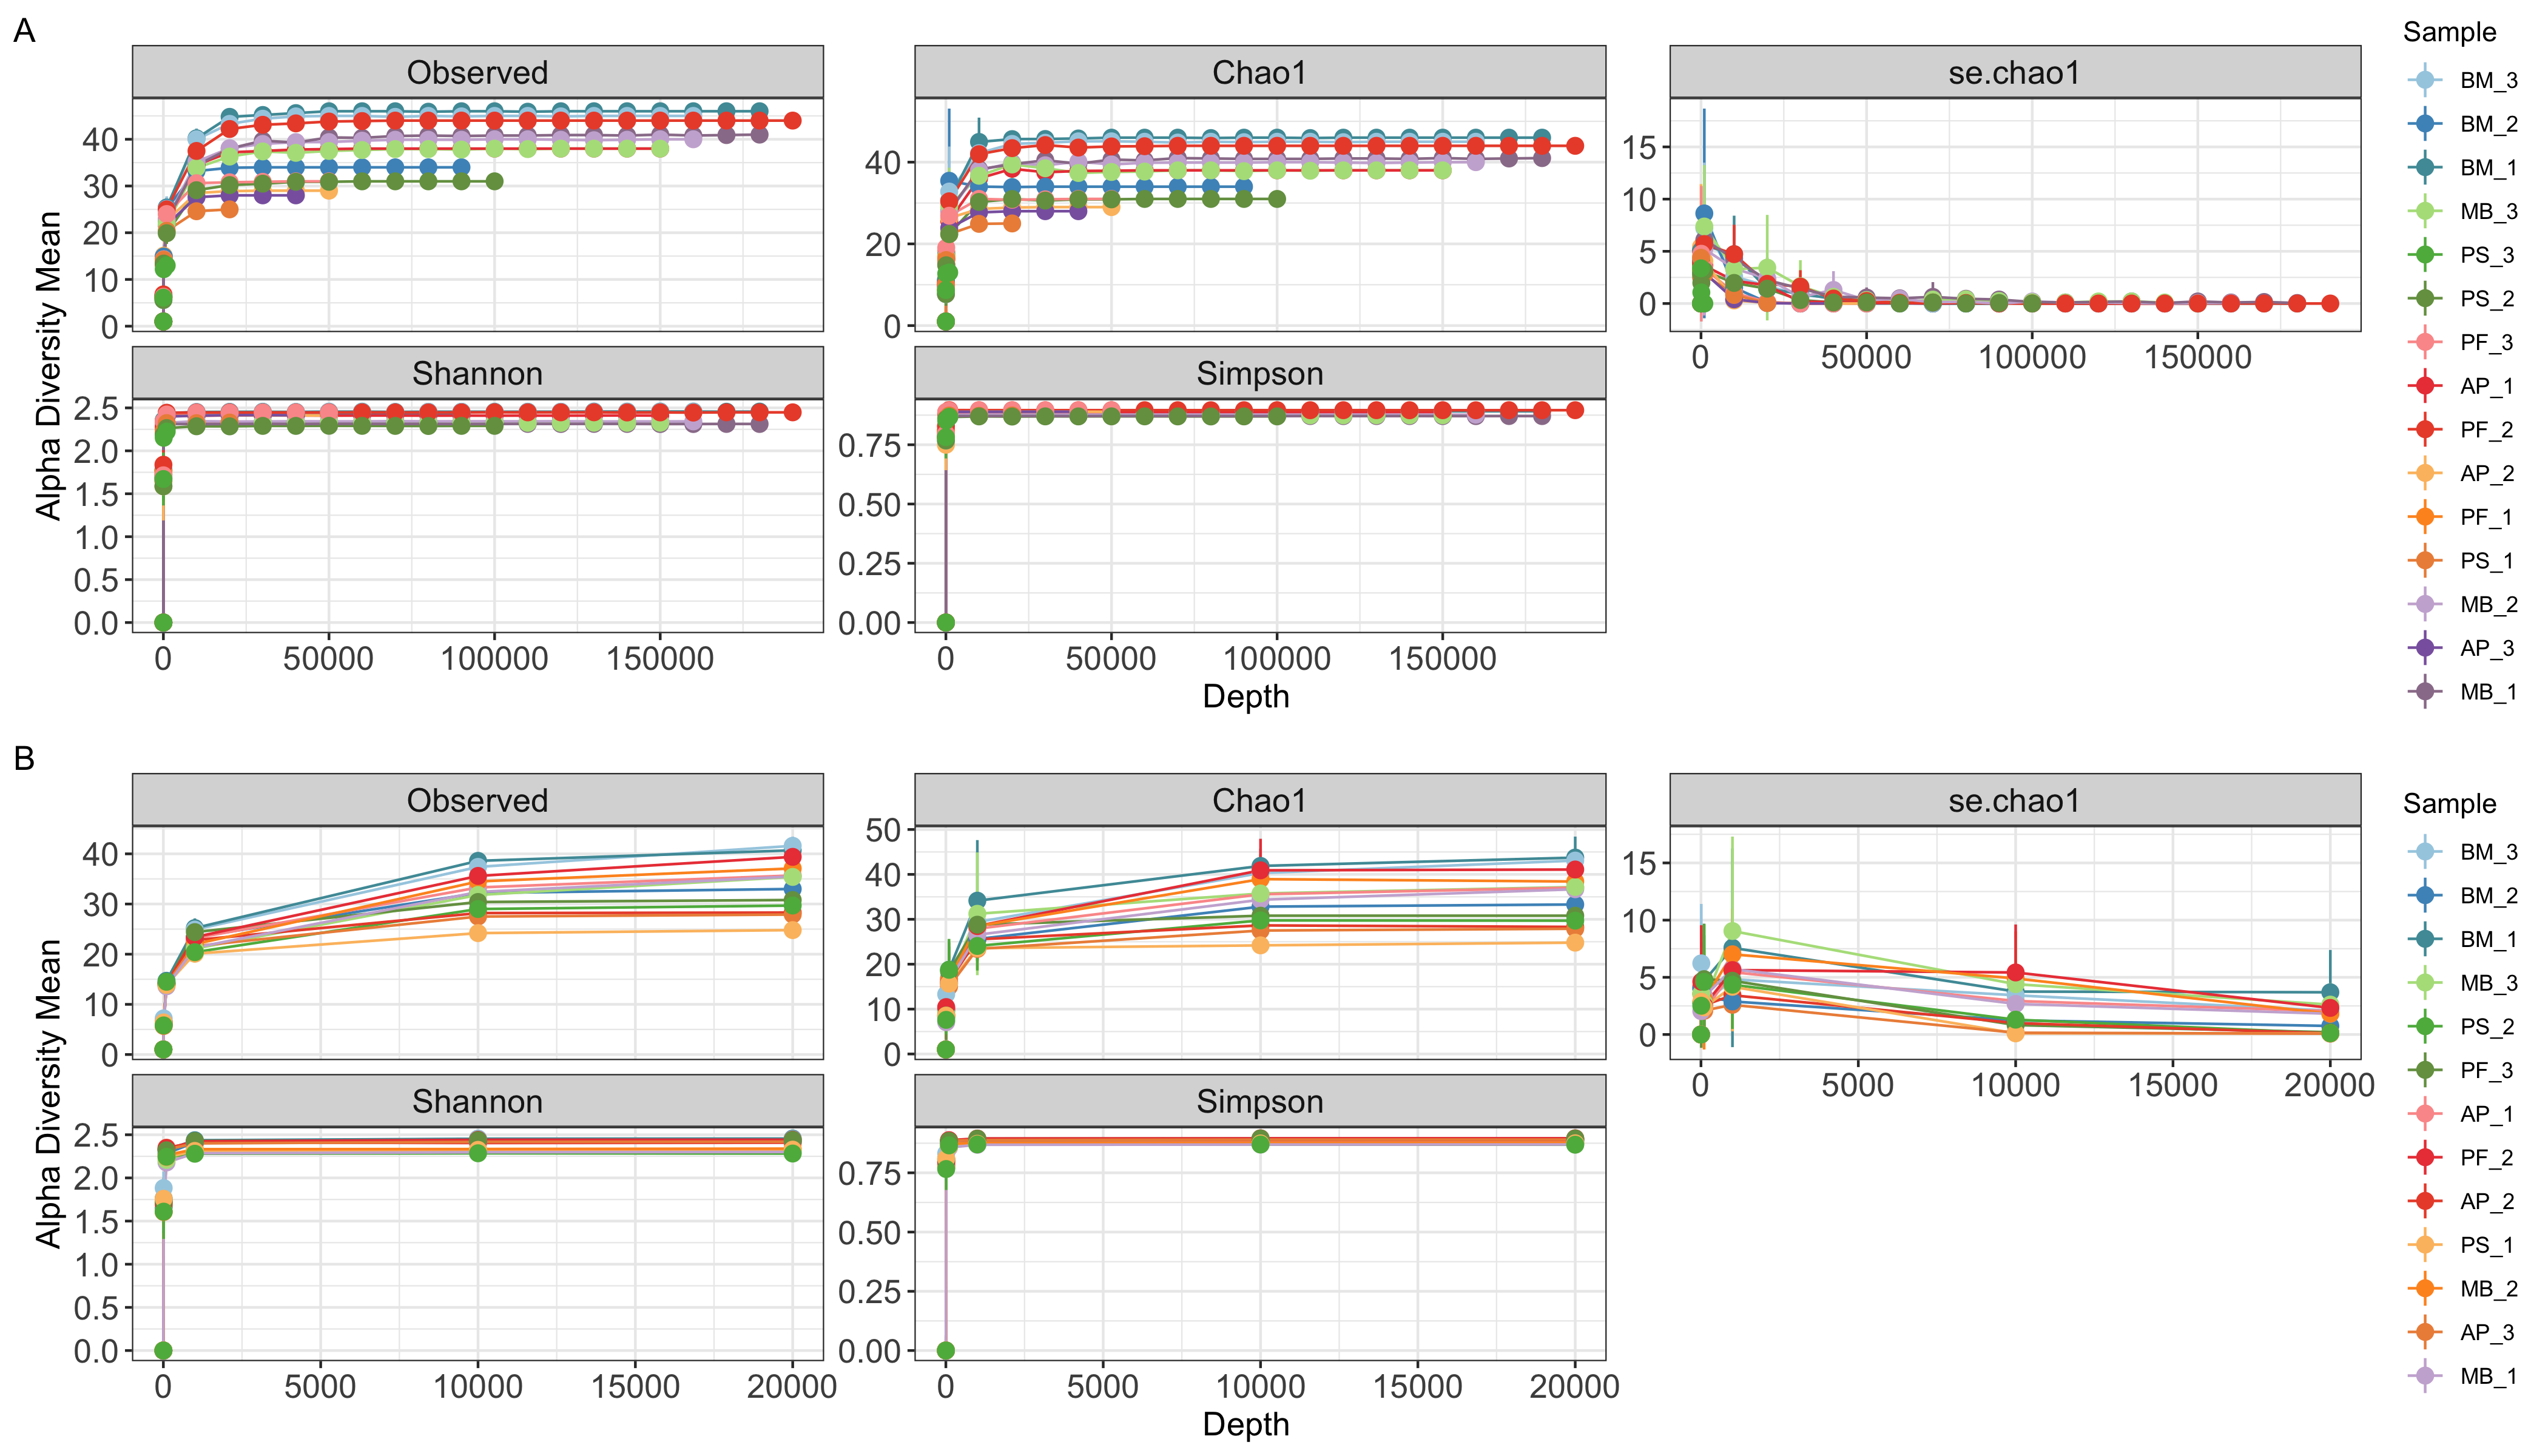 A
Observed
Chao1
se.chao1
Sample
BM_3
BM_2
BM_1
MB_3
PS_3
PS_2
PF_3
AP_1
PF_2
AP_2
PF_1
PS_1
MB_2
AP_3
MB_1
40
30
20
10
0
40
20
0
15
10
5
0
0 50000 100000 150000
Alpha Diversity Mean
Shannon
Simpson
2.5
2.0
1.5
1.0
0.5
0.0
0.75
0.50
0.25
0.00
0 50000 100000 150000
0 50000 100000 150000
Depth
B
Observed
Chao1
se.chao1
Sample
BM_3
BM_2
BM_1
MB_3
PS_2
PF_3
AP_1
PF_2
AP_2
PS_1
MB_2
AP_3
MB_1
40
30
20
10
0
50
40
30
20
10
0
15
10
5
0
0 5000 10000 15000 20000
Alpha Diversity Mean
Shannon
Simpson
2.5
2.0
1.5
1.0
0.5
0.0
0.75
0.50
0.25
0.00
0 5000 10000 15000 20000
0 5000 10000 15000 20000
Depth